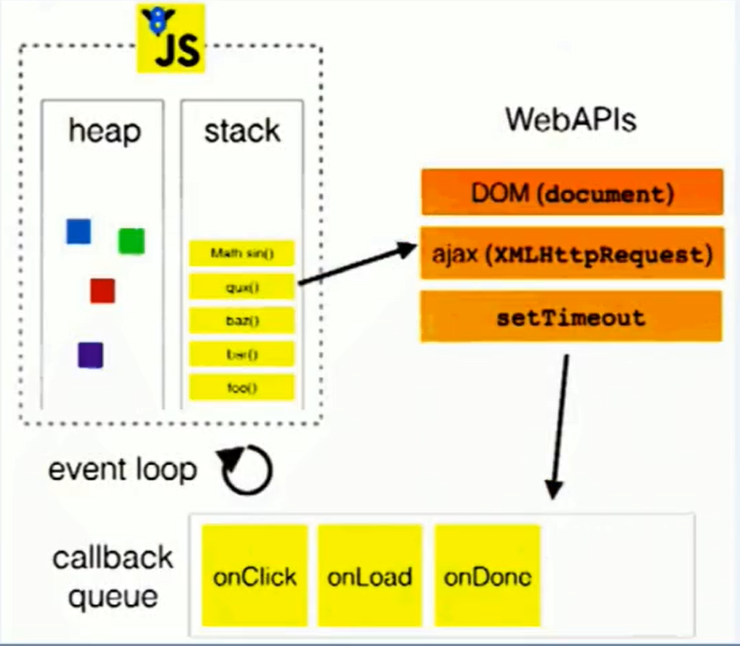 JS
heap
stack
Math sin()
qux()
baz()
bar()
foo()
WebAPIs
DOM (document)
ajax (XMLHttpRequest)
setTimeout
event loop
callback
queue
onClick
onLoad
onDone